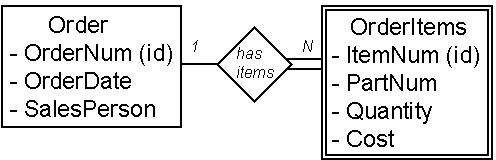 Order
- OrderNum (id)
- OrderDate
- SalesPerson
1
has
items
N
OrderItems
- ItemNum (id)
- PartNum
- Quantity
- Cost